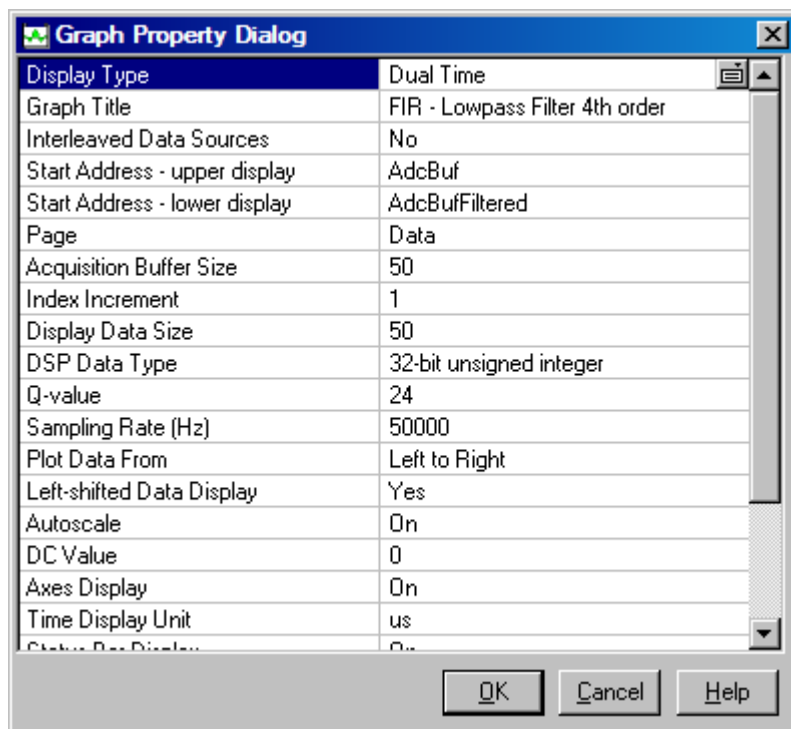 Graph Property Dialog
Display Type Dual Time
Graph Title FIR - Lowpass Filter 4th order
Interleaved Data Sources No
Start Address - upper display AdcBuf
Start Address - lower display AdcBufFiltered
Page Data
Acquisition Buffer Size 50
Index Increment 1
Display Data Size 50
DSP Data Type 32-bit unsigned integer
Q-value 24
Sampling Rate (Hz) 50000
Plot Data From Left to Right
Left-shifted Data Display Yes
Autoscale On
DC Value 0
Axes Display On
Time Display Unit us
Status Bar Display On
OK Cancel Help